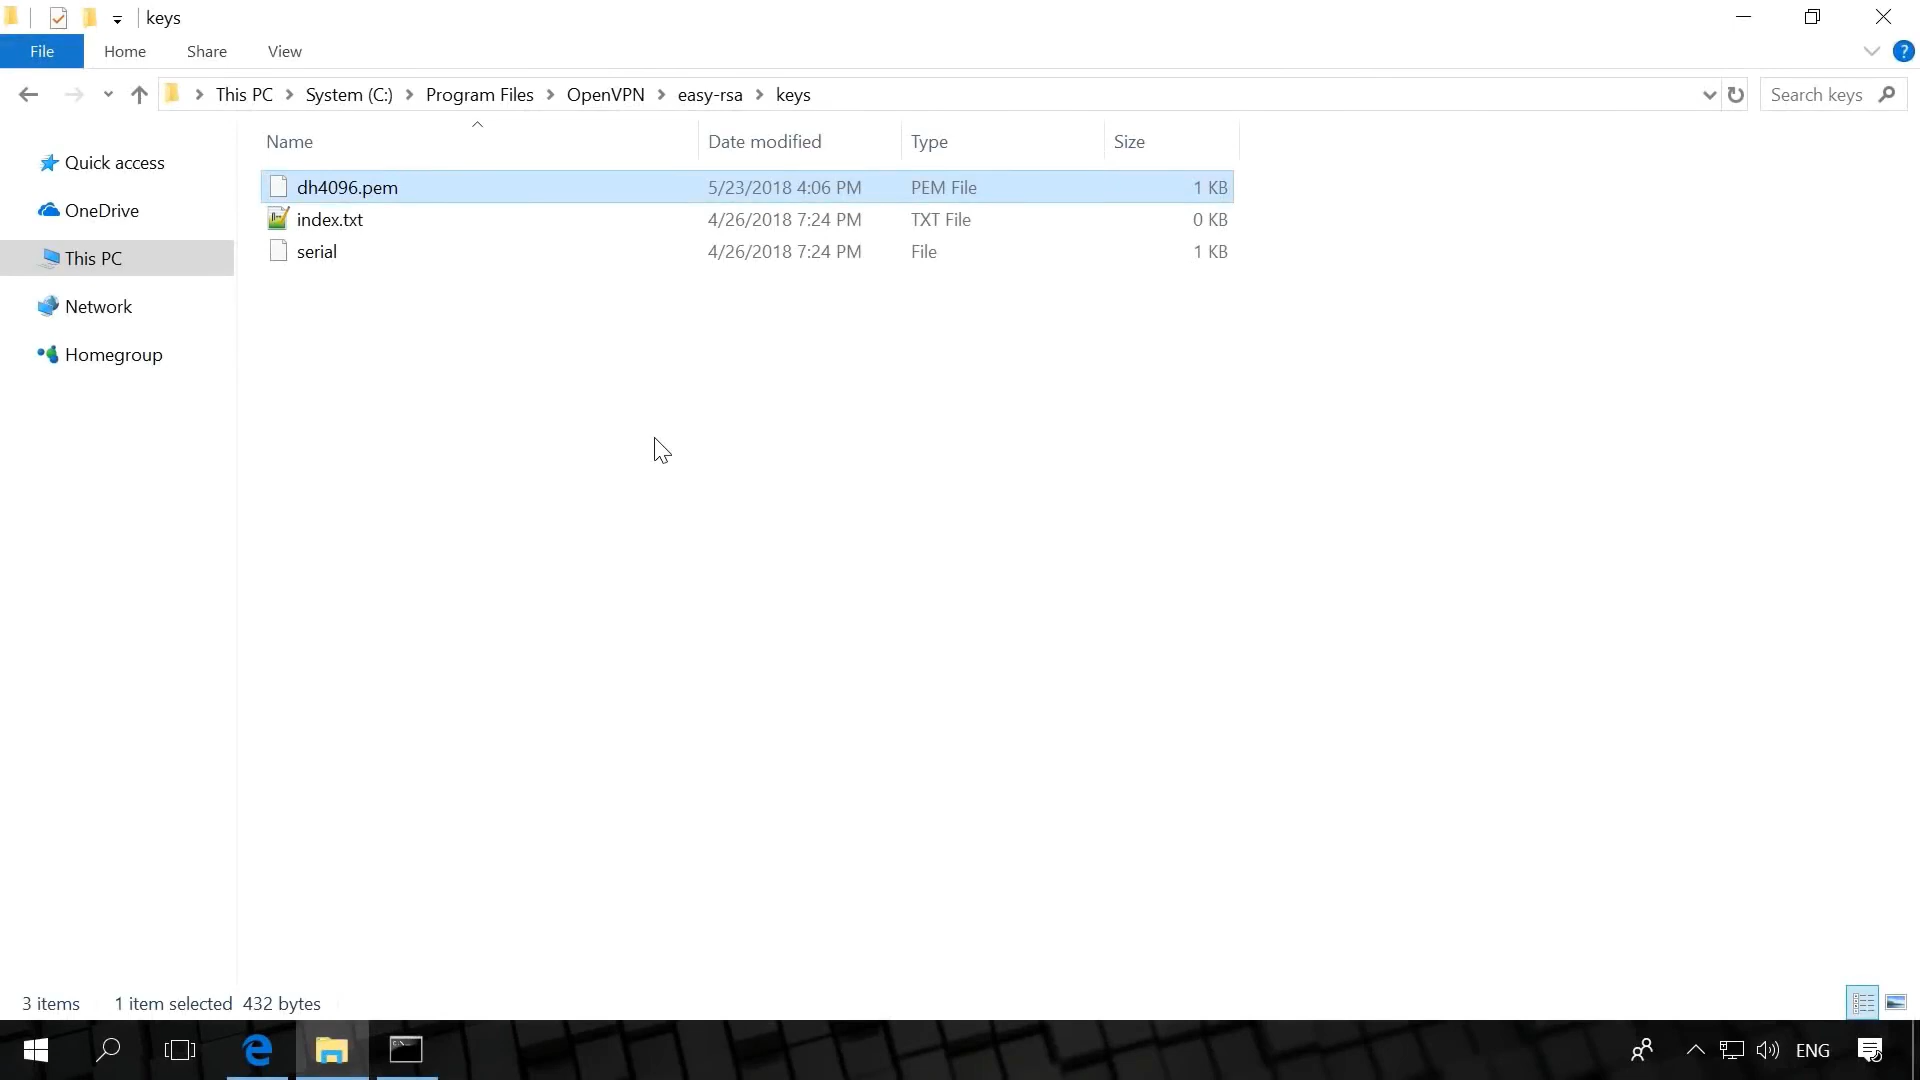 keys
File Home Share View ?
This PC System (C:) Program Files OpenVPN easy-rsa keys Search keys
Name Date modified Type Size
Quick access
OneDrive
This PC
Network
Homegroup
dh4096.pem 5/23/2018 4:06 PM PEM File 1 KB
index.txt 4/26/2018 7:24 PM TXT File 0 KB
serial 4/26/2018 7:24 PM File 1 KB
3 items 1 item selected 432 bytes
ENG